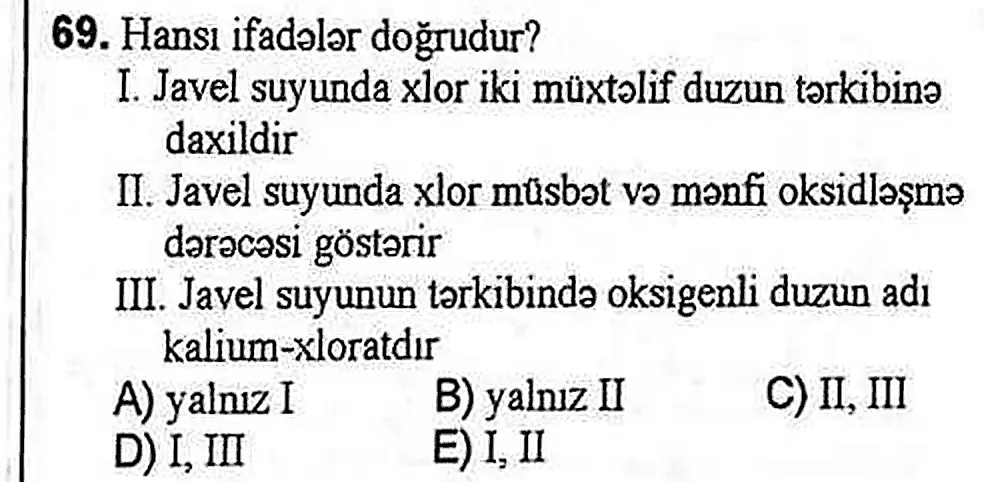 69. Hansı ifadələr doğrudur?
I. Javel suyunda xlor iki müxtəlif duzun tərkibinə
daxildir
II. Javel suyunda xlor müsbət və mənfi oksidləşmə
dərəcəsi göstərir
III. Javel suyunun tərkibində oksigenli duzun adı
kalium-xloratdır
A) yalnız I B) yalnız II C) II, III
D) I, III E) I, II